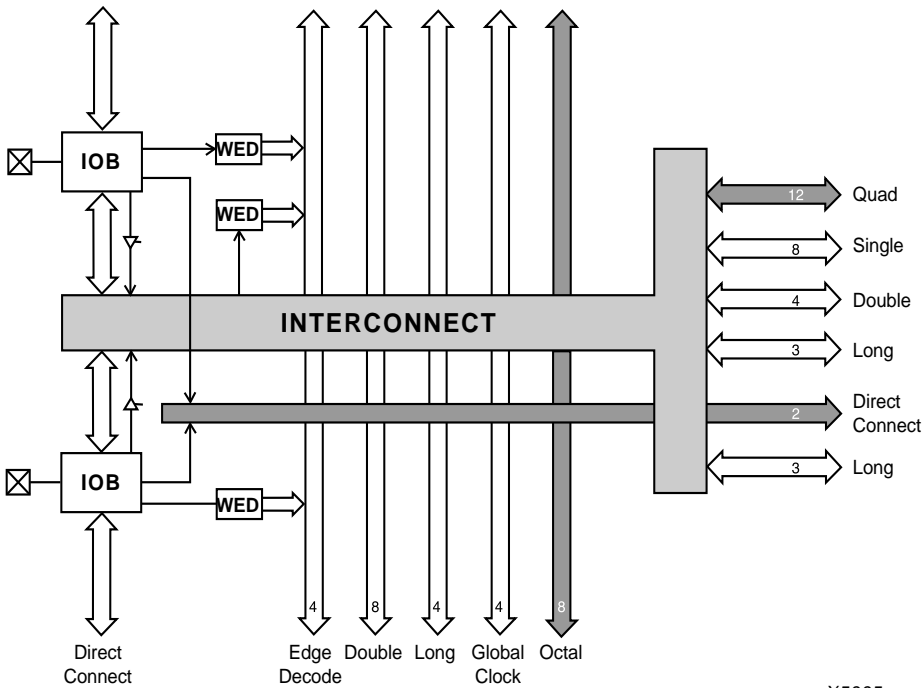 IOB
WED
WED
12
Quad
8
Single
INTERCONNECT
4
Double
3
Long
2
Direct
Connect
IOB
3
Long
WED
4
8
4
4
8
Direct
Connect
Edge
Decode
Double
Long
Global
Clock
Octal